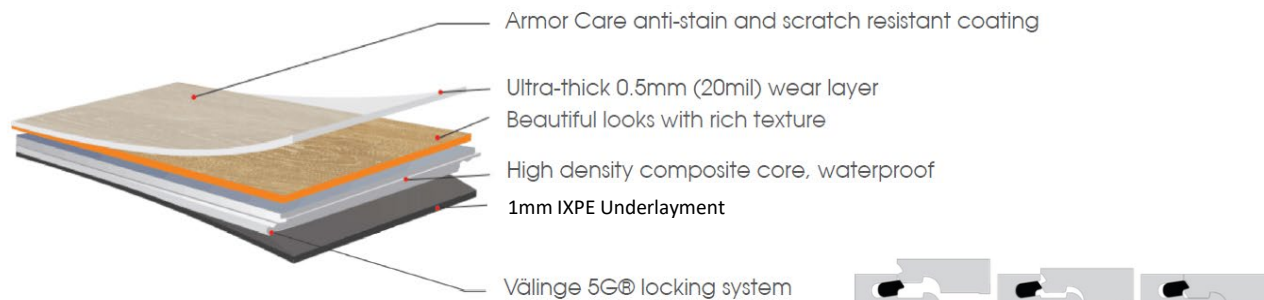 Armor Care anti-stain and scratch resistant coating
Ultra-thick 0.5mm (20mil) wear layer
Beautiful looks with rich texture
High density composite core, waterproof
1mm IXPE Underlayment
Välinge 5G® locking system